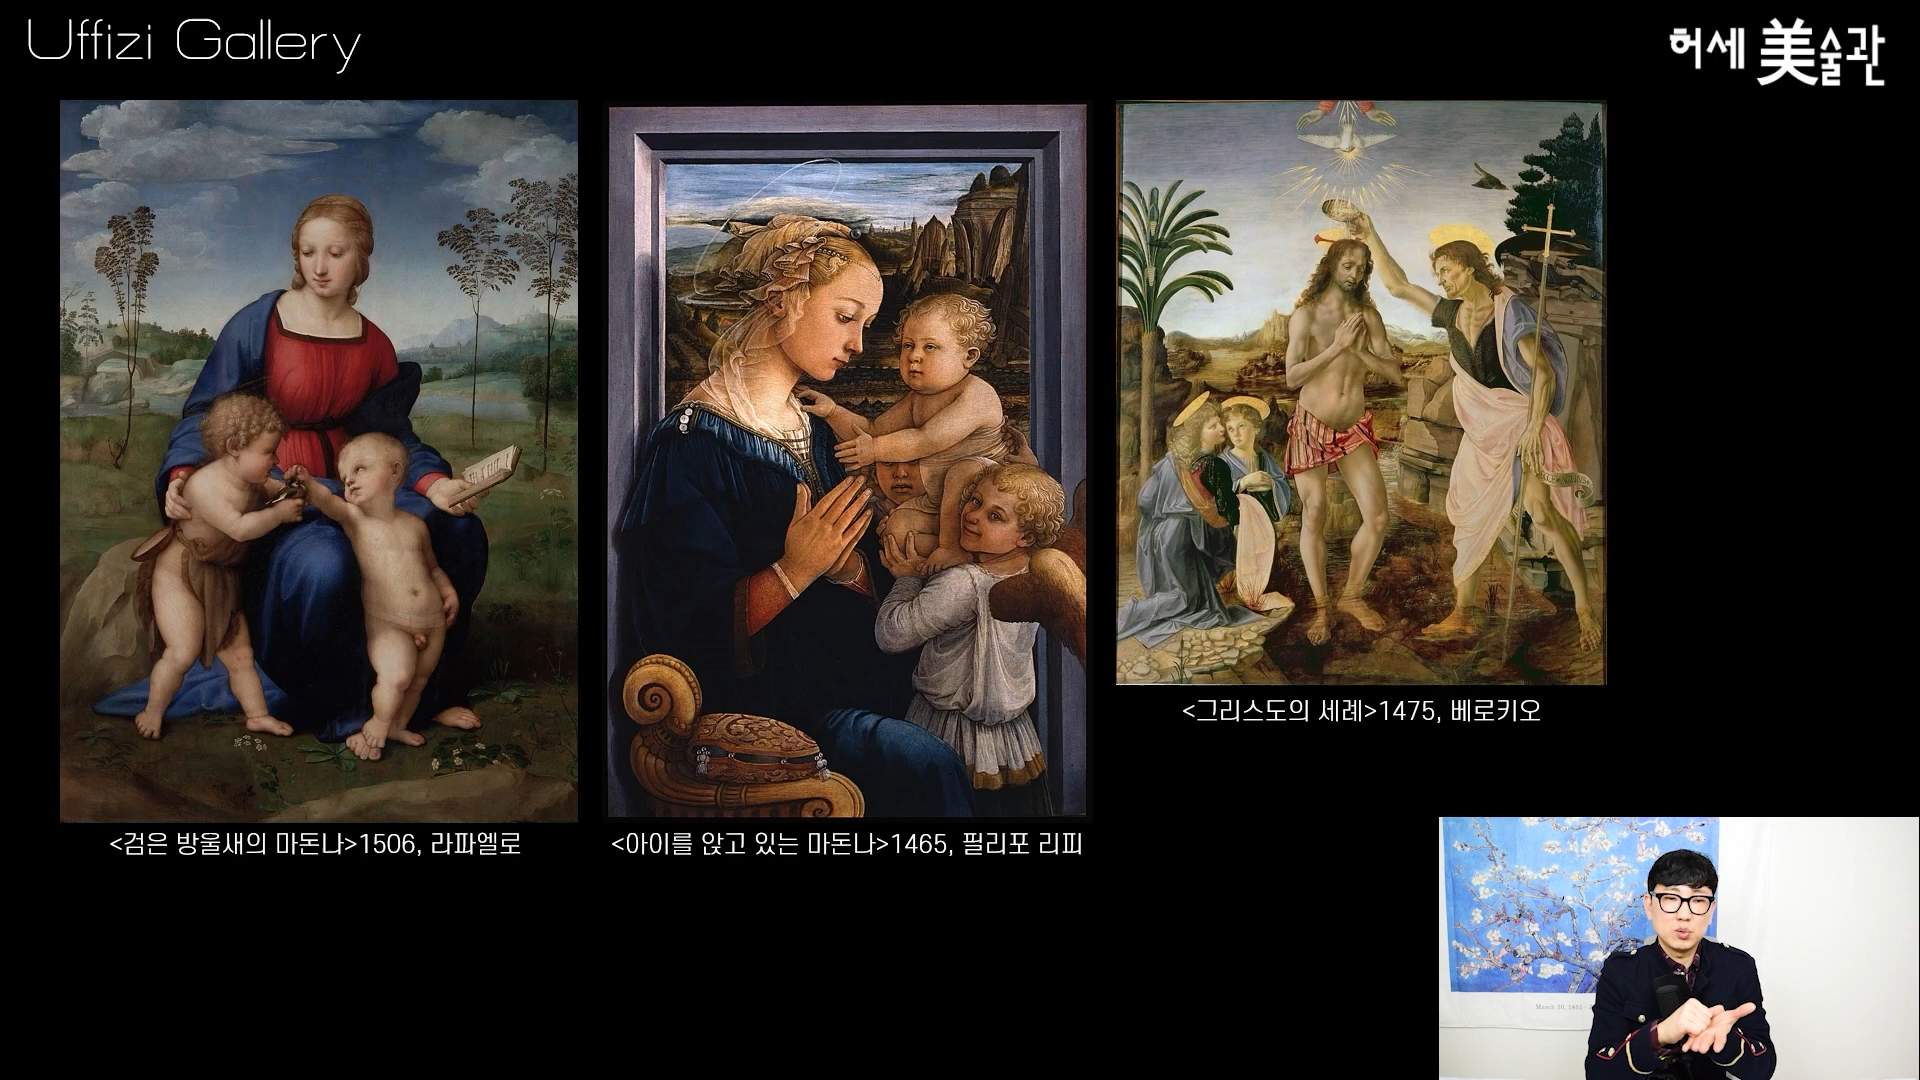 Uffizi Gallery
허세 美술관
<그리스도의 세례>1475, 베로키오
<검은 방울새의 마돈나>1506, 라파엘로
<아이를 앉고 있는 마돈나>1465, 필리포 리피